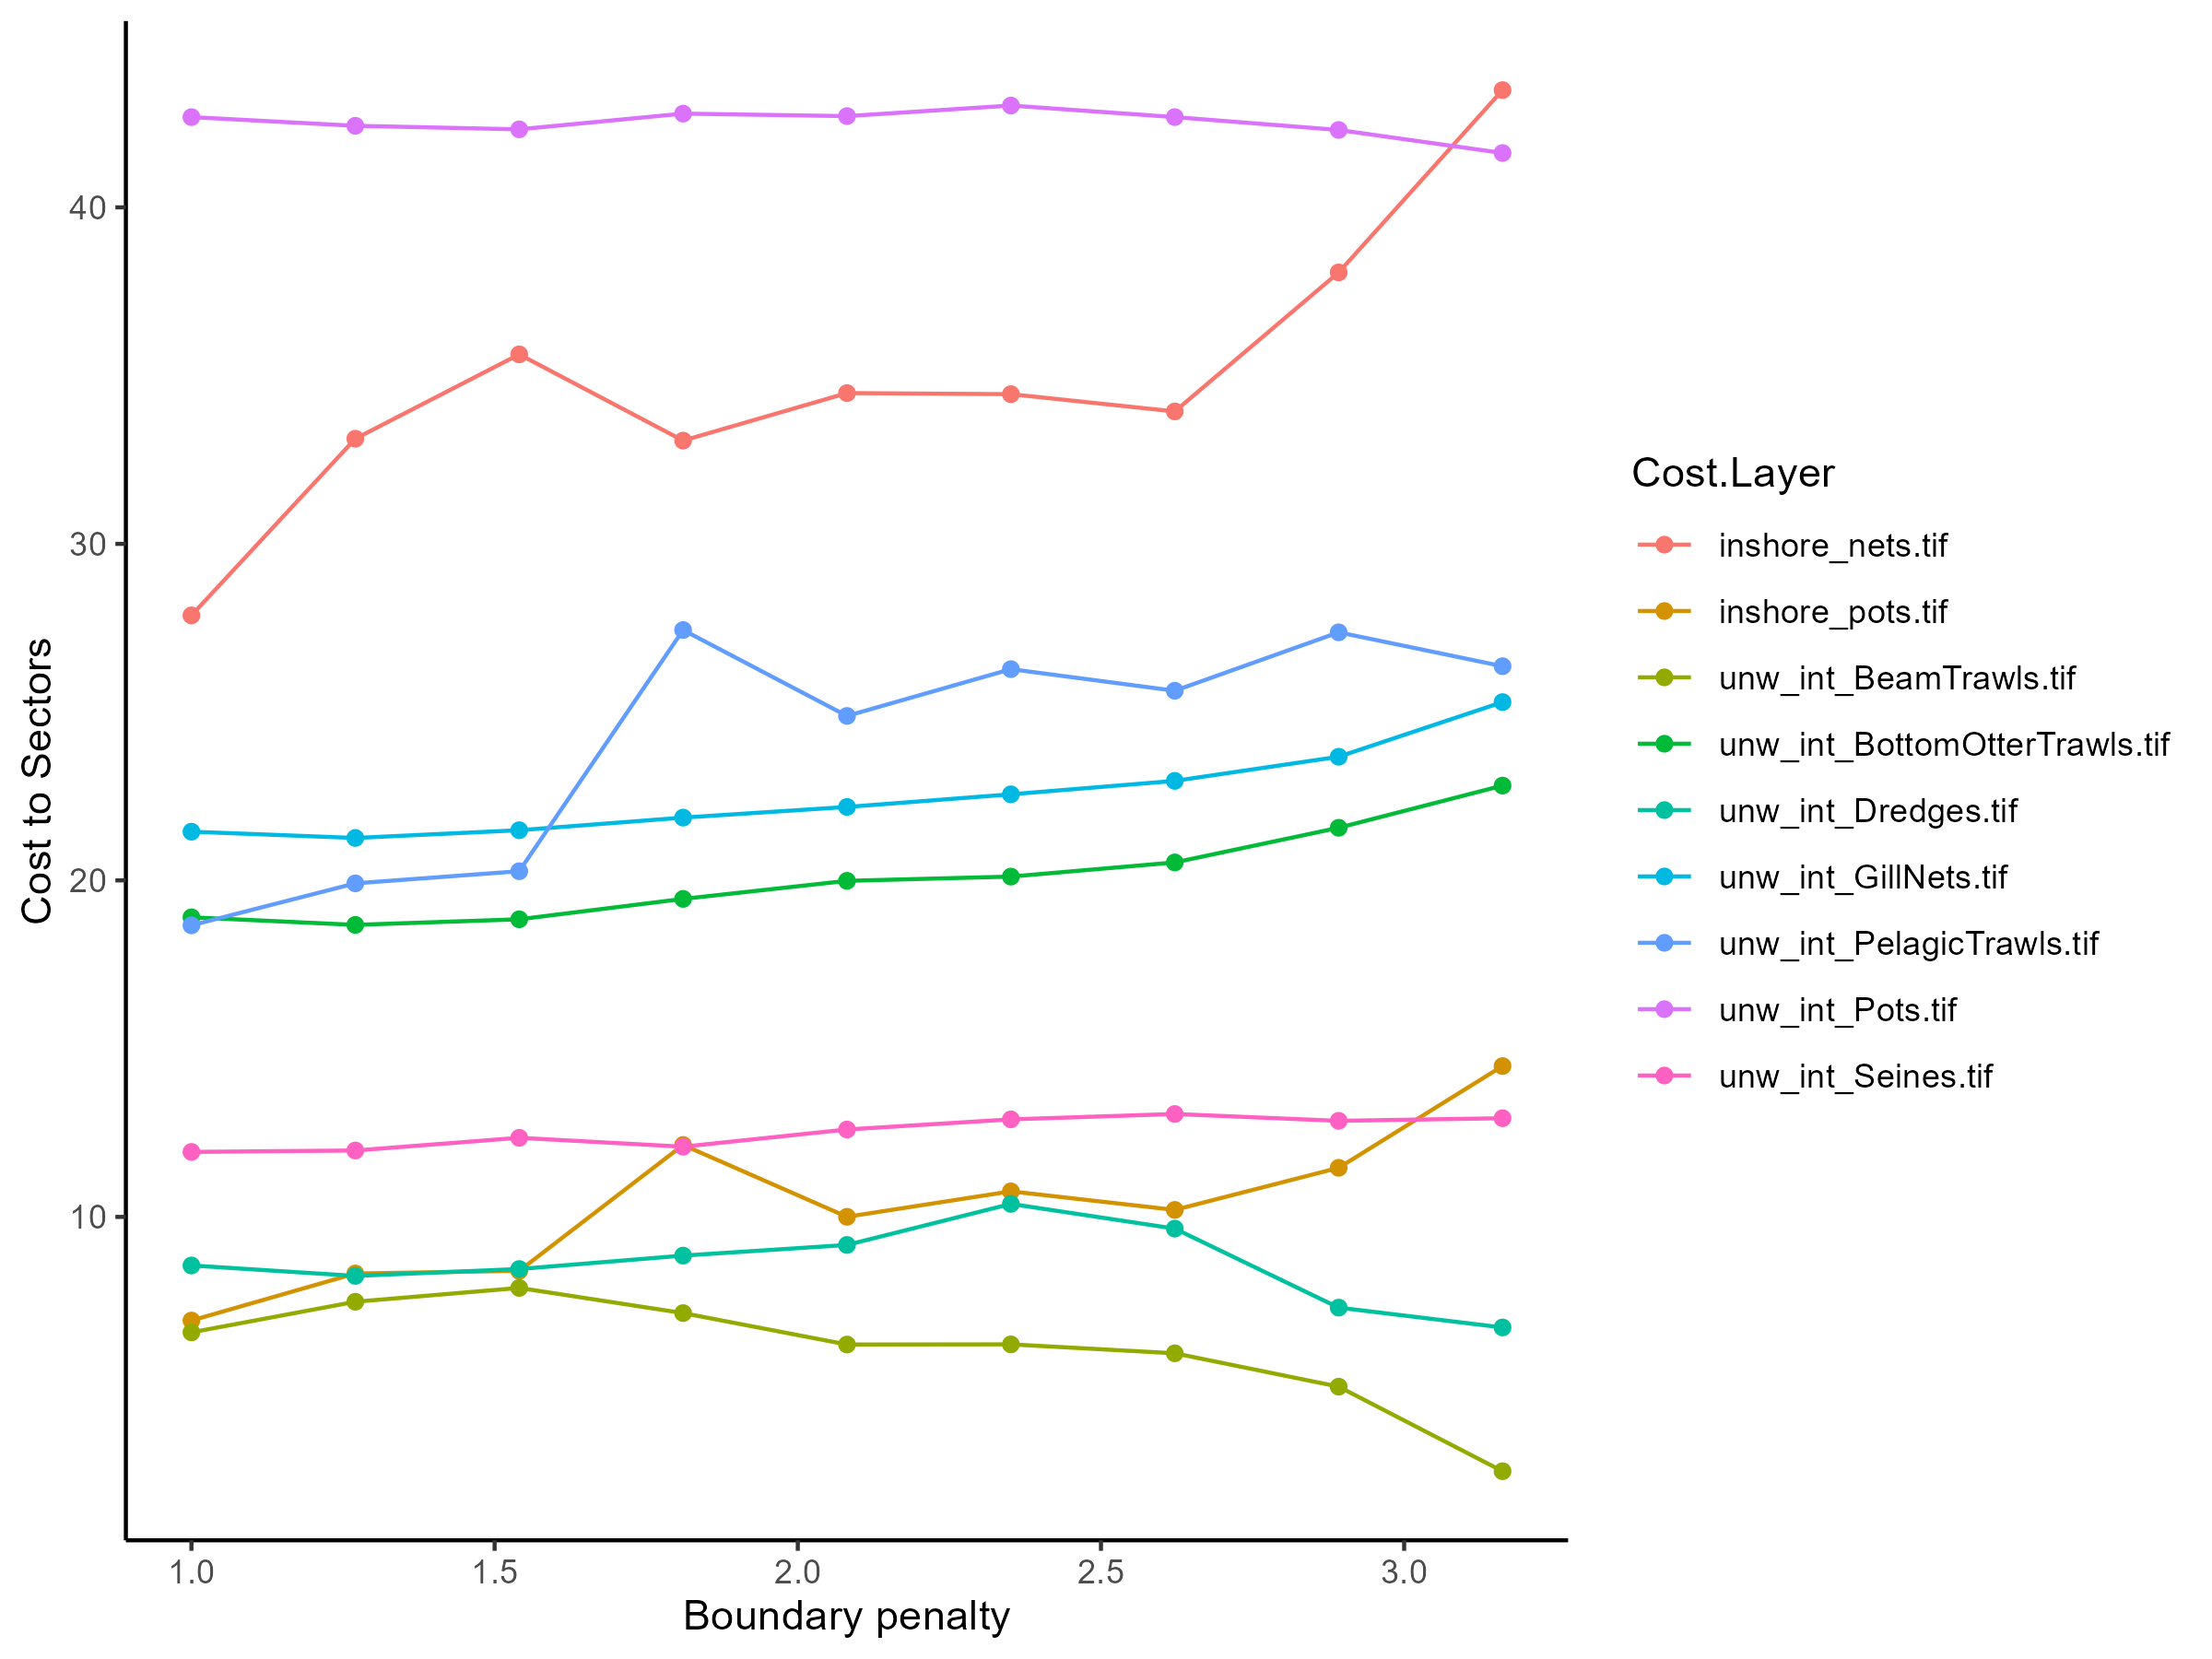 Cost to Sectors
40
30
20
10
1.0
1.5
2.0
2.5
3.0
Boundary penalty
Cost.Layer
inshore_nets.tif
inshore_pots.tif
unw_int_BeamTrawls.tif
unw_int_BottomOtterTrawls.tif
unw_int_Dredges.tif
unw_int_GillNets.tif
unw_int_PelagicTrawls.tif
unw_int_Pots.tif
unw_int_Seines.tif